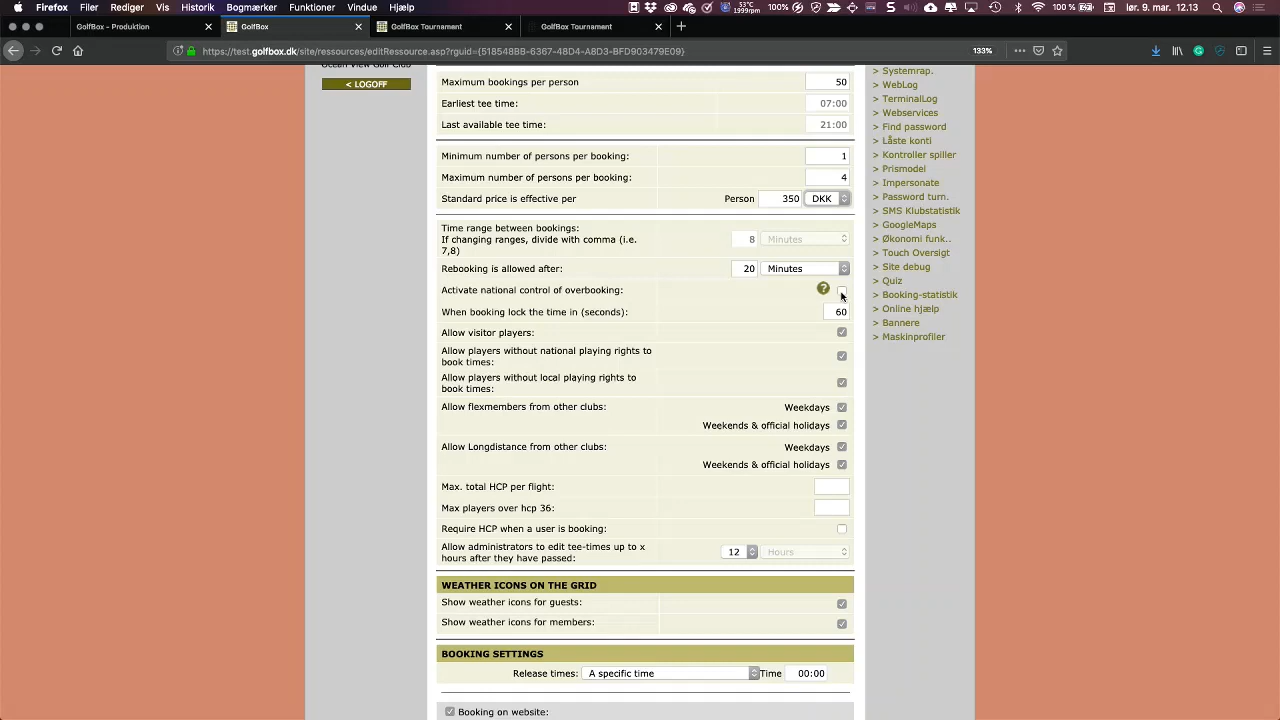 Firefox Arkiv Rediger Vis Historik Bogmærker Funktioner Vindue Hjælp
100%
lør. 5. okt. 12.13
GolfBox - Produktion
GolfBox
GolfBox Tournament
GolfBox Tournament
https://test.golfbox.dk/site/ressources/editRessource.asp?rguid={518548BB-6367-48D4-A8D3-BFD903479E09}
133%
Ocean View Golf Club
< LOGOFF
Maximum bookings per person 50
Earliest tee time: 07:00
Last available tee time: 21:00
Minimum number of persons per booking: 1
Maximum number of persons per booking: 4
Standard price is effective per Person 350 DKK
Time range between bookings:
If changing ranges, divide with comma (i.e.
7,8)
8 Minutes
Rebooking is allowed after: 20 Minutes
Activate national control of overbooking: ?
When booking lock the time in (seconds): 60
Allow visitor players:
Allow players without national playing rights to
book times:
Allow players without local playing rights to
book times:
Allow flexmembers from other clubs: Weekdays
Weekends & official holidays
Allow Longdistance from other clubs: Weekdays
Weekends & official holidays
Max. total HCP per flight:
Max players over hcp 36:
Require HCP when a user is booking:
Allow administrators to edit tee-times up to x
hours after they have passed:
12 Hours
WEATHER ICONS ON THE GRID
Show weather icons for guests:
Show weather icons for members:
BOOKING SETTINGS
Release times: A specific time Time 00:00
Booking on website:
> Systemrap.
> WebLog
> TerminalLog
> Webservices
> Find password
> Låste konti
> Kontroller spiller
> Prismodel
> Impersonate
> Password turn.
> SMS Klubstatistik
> GoogleMaps
> Økonomi funk..
> Touch Oversigt
> Site debug
> Quiz
> Booking-statistik
> Online hjælp
> Bannere
> Maskinprofiler